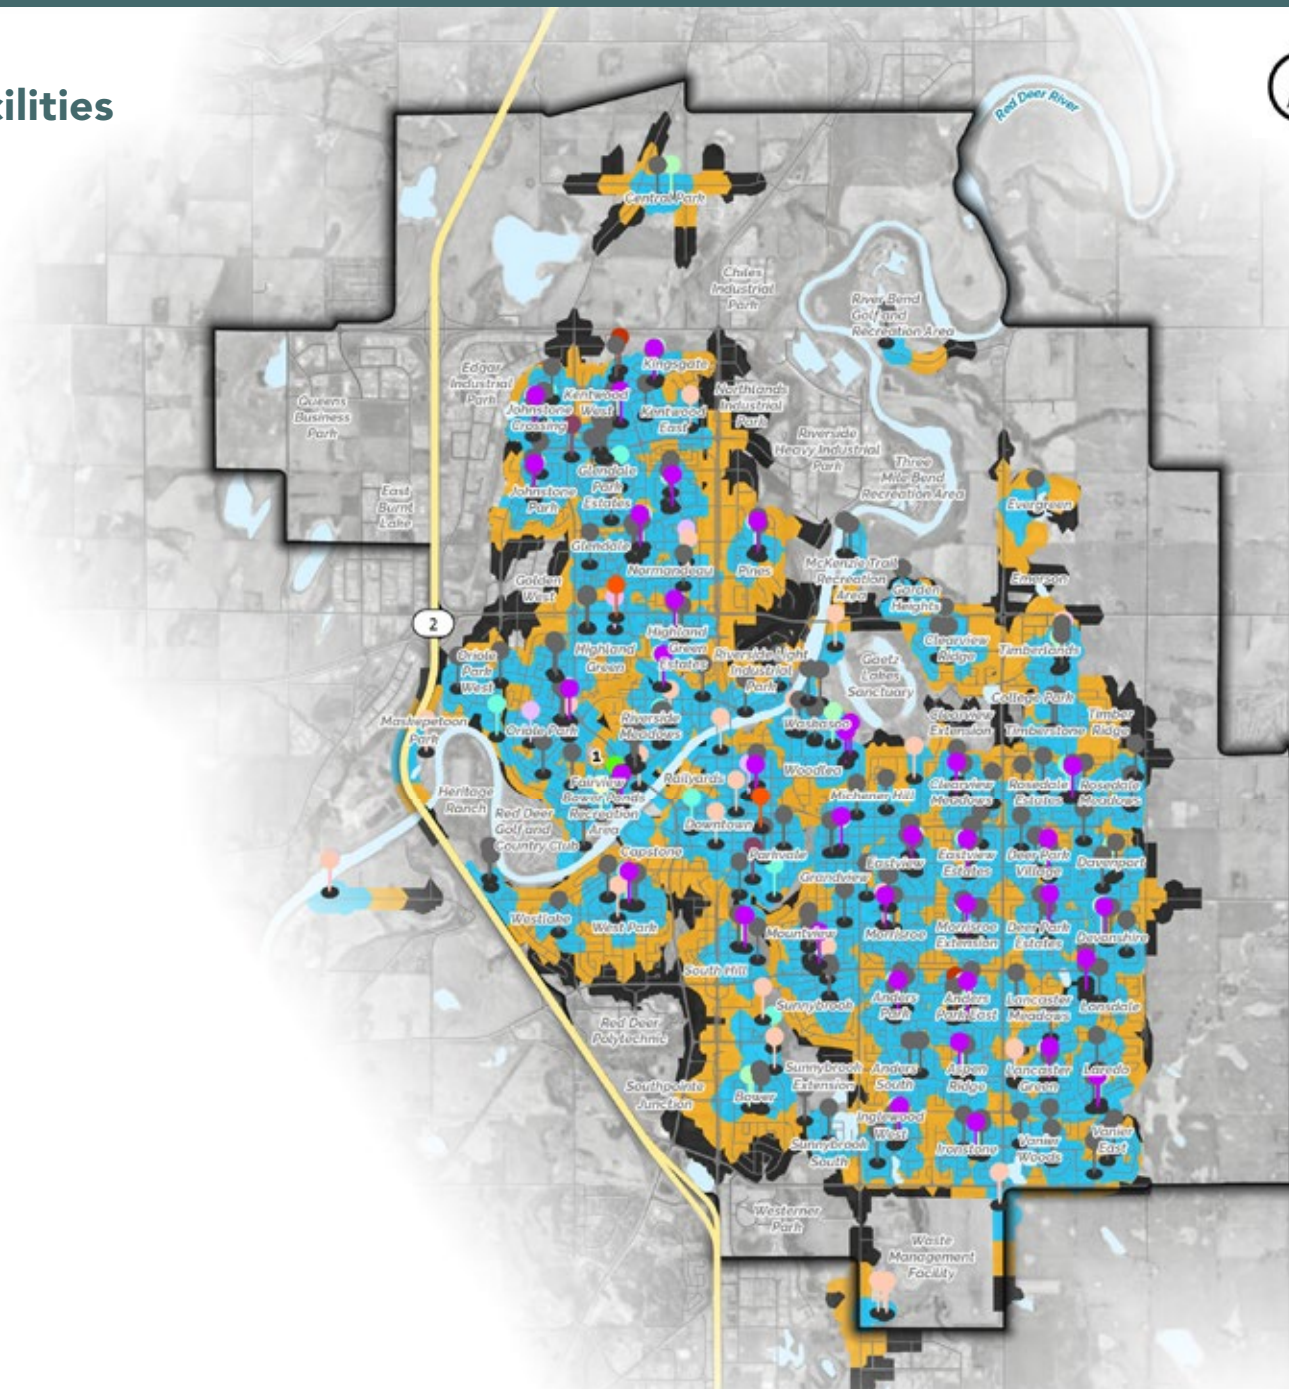 cilities
Red Deer River
Central Park
Chiles
Industrial
Park
River Bend
Golf and
Recreation Area
Edgar
Industrial
Park
Kingsgate
Queens
Business
Park
Johnstone
Crossing
Kentwood
West
Kentwood
East
Northlands
Industrial
Park
Riverside
Heavy Industrial
Park
Three
Mile Bend
Recreation Area
East
Burnt
Lake
Johnstone
Park
Glendale
Park
Estates
Evergreen
Glendale
Normandeau
Pines
McKenzie Trail
Recreation
Area
Golden
West
Garden
Heights
Emerson
2
Highland
Green
Highland
Green
Estates
Riverside Light
Industrial
Park
Oriole
Park
West
Gaetz
Lakes
Sanctuary
Clearview
Ridge
Timberlands
College Park
Maskepetoon
Park
Oriole Park
Riverside
Meadows
Waskasoo
Clearview
Extension
Timberstone
Timber
Ridge
1
Fairview
Bower Ponds
Recreation
Area
Railyards
Woodlea
Heritage
Ranch
Michener Hill
Clearview
Meadows
Rosedale
Estates
Rosedale
Meadows
Red Deer
Golf and
Country Club
Downtown
Capstone
Parkvale
Eastview
Eastview
Estates
Deer Park
Village
Davenport
Grandview
Westlake
West Park
Mountview
Morrisroe
Morrisroe
Extension
Deer Park
Estates
Devonshire
South Hill
Sunnybrook
Anders
Park
Anders
Park East
Lancaster
Meadows
Lonsdale
Red Deer
Polytechnic
Southpointe
Junction
Bower
Sunnybrook
Extension
Anders
South
Aspen
Ridge
Lancaster
Green
Laredo
Sunnybrook
South
Inglewood
West
Ironstone
Vanier
Woods
Vanier
East
Westerner
Park
Waste
Management
Facility